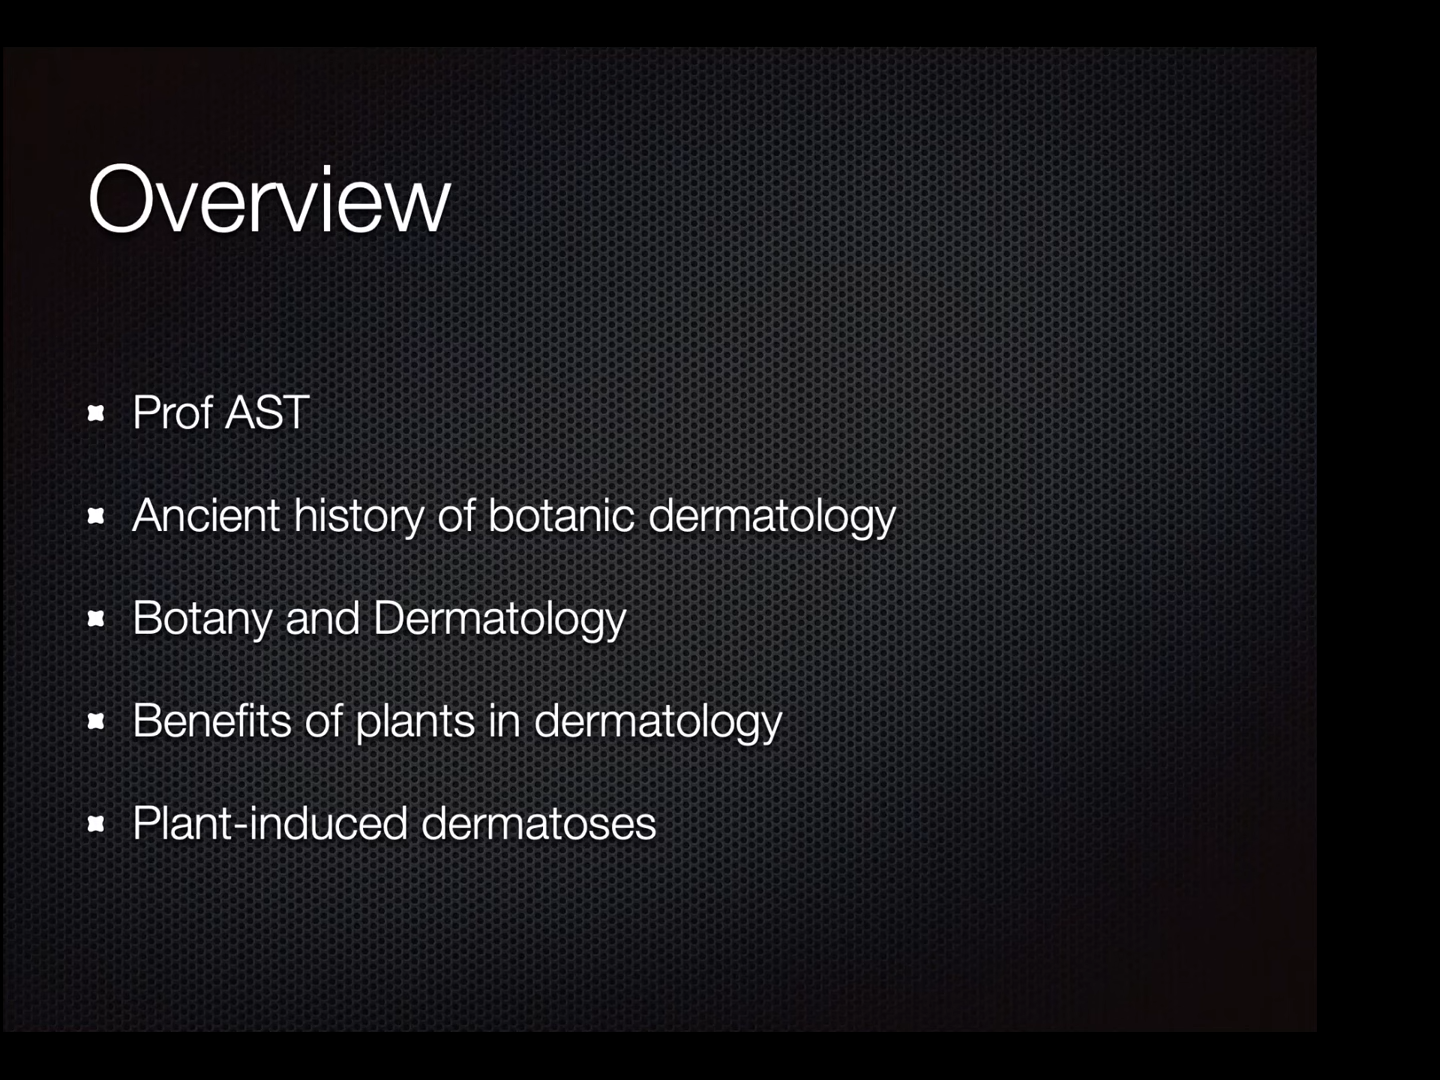 Overview
Prof AST
Ancient history of botanic dermatology
Botany and Dermatology
Benefits of plants in dermatology
Plant-induced dermatoses